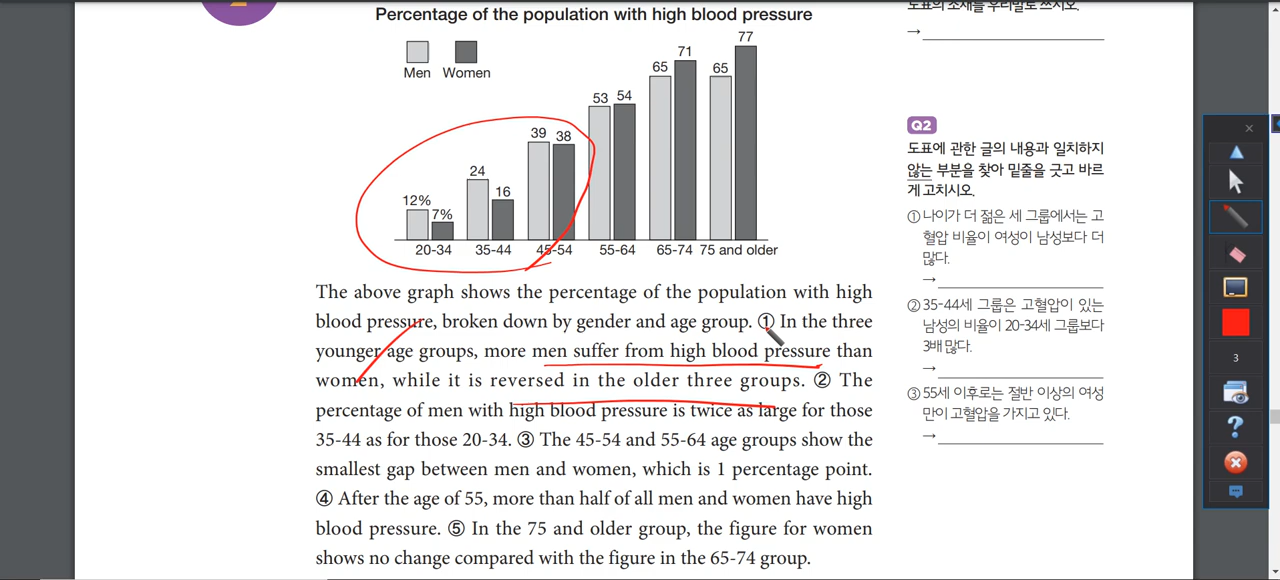 도표의 소재를 우리말로 쓰시오.
→
Percentage of the population with high blood pressure
Men Women
12% 7% 24 16 39 38 53 54 65 71 65 77
20-34 35-44 45-54 55-64 65-74 75 and older
The above graph shows the percentage of the population with high
blood pressure, broken down by gender and age group. ① In the three
younger age groups, more men suffer from high blood pressure than
women, while it is reversed in the older three groups. ② The
percentage of men with high blood pressure is twice as large for those
35-44 as for those 20-34. ③ The 45-54 and 55-64 age groups show the
smallest gap between men and women, which is 1 percentage point.
④ After the age of 55, more than half of all men and women have high
blood pressure. ⑤ In the 75 and older group, the figure for women
shows no change compared with the figure in the 65-74 group.
Q2
도표에 관한 글의 내용과 일치하지
않는 부분을 찾아 밑줄을 긋고 바르
게 고치시오.
① 나이가 더 젊은 세 그룹에서는 고
혈압 비율이 여성이 남성보다 더
많다.
→
② 35-44세 그룹은 고혈압이 있는
남성의 비율이 20-34세 그룹보다
3배 많다.
→
③ 55세 이후로는 절반 이상의 여성
만이 고혈압을 가지고 있다.
→
3